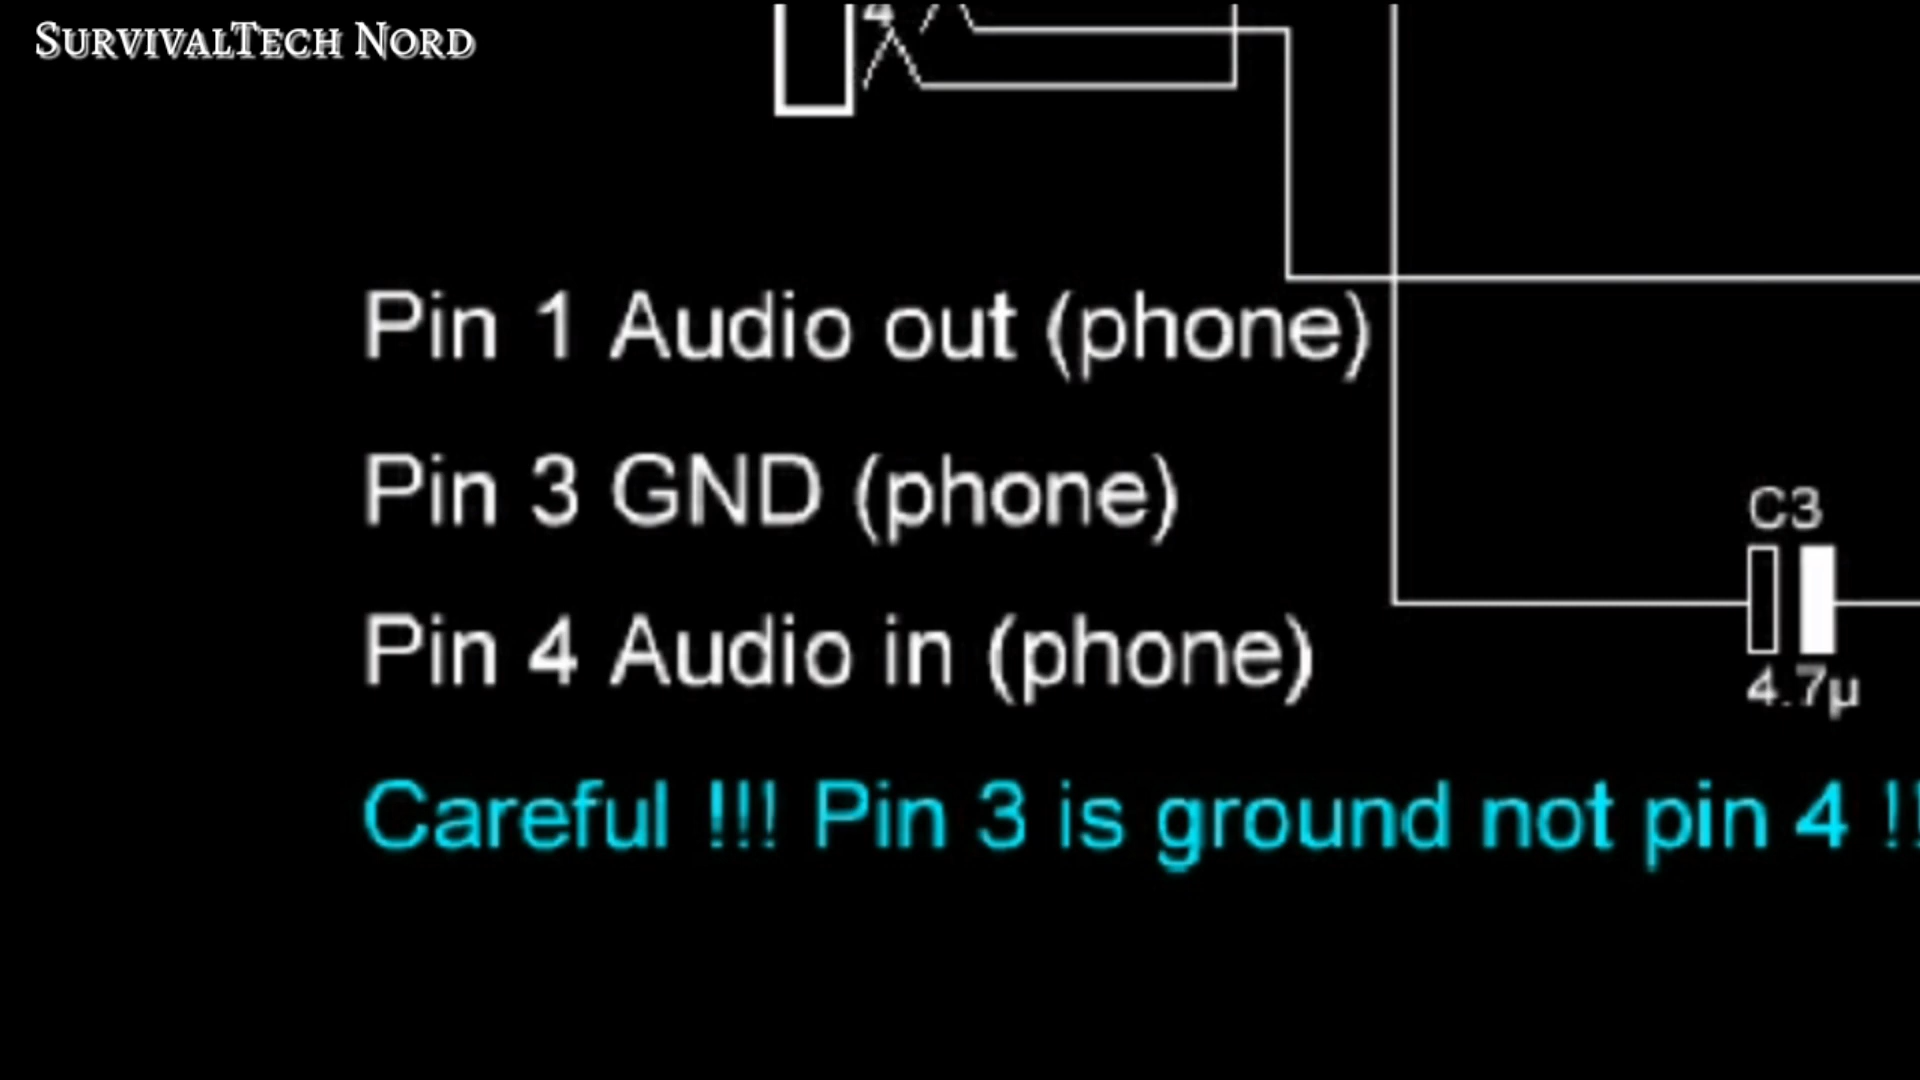 SurvivalTech Nord
4
Pin 1 Audio out (phone)
Pin 3 GND (phone)
C3
Pin 4 Audio in (phone)
4.7µ
Careful !!! Pin 3 is ground not pin 4 !!